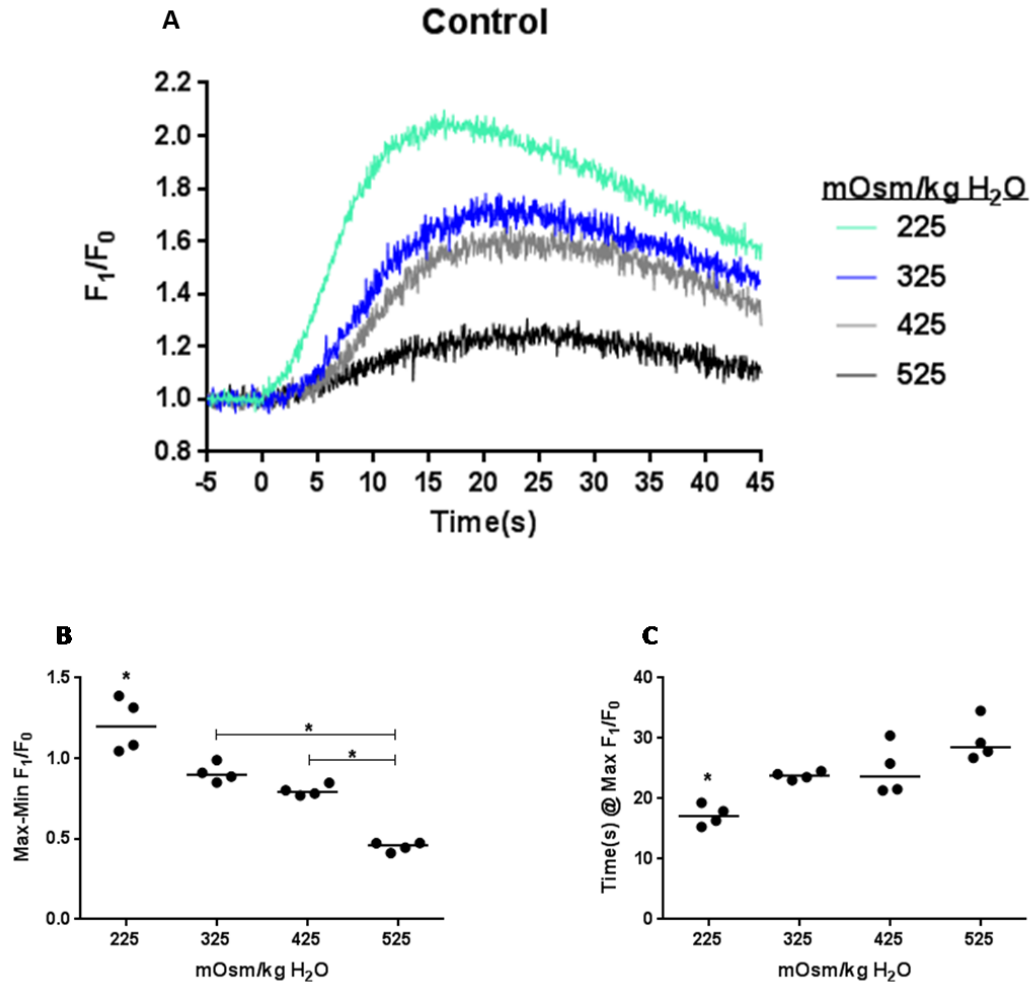 A
Control
2.2
2.0
1.8
1.6
1.4
1.2
1.0
0.8
F1/F0
-5 0 5 10 15 20 25 30 35 40 45
Time(s)
mOsm/kg H2O
225
325
425
525
B
*
*
*
1.5
1.0
0.5
0.0
Max-Min F1/F0
225 325 425 525
mOsm/kg H2O
C
*
40
30
20
10
0
Time(s) @ Max F1/F0
225 325 425 525
mOsm/kg H2O